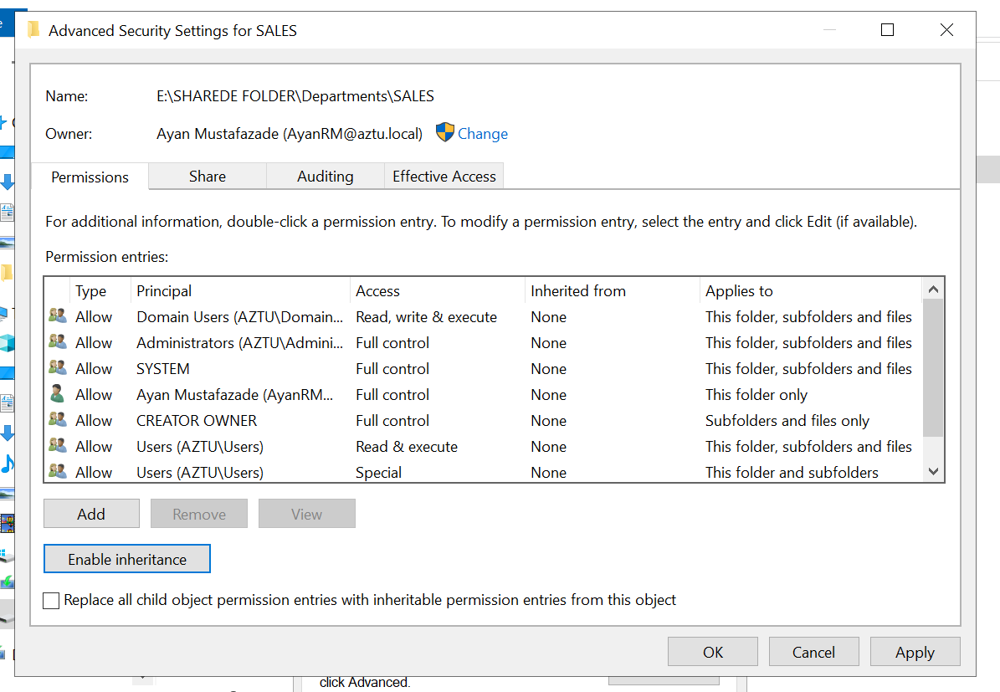 Advanced Security Settings for SALES
Name: E:\SHAREDE FOLDER\Departments\SALES
Owner: Ayan Mustafazade (AyanRM@aztu.local) Change
Permissions Share Auditing Effective Access
For additional information, double-click a permission entry. To modify a permission entry, select the entry and click Edit (if available).
Permission entries:
Type Principal Access Inherited from Applies to
Allow Domain Users (AZTU\Domain... Read, write & execute None This folder, subfolders and files
Allow Administrators (AZTU\Admini... Full control None This folder, subfolders and files
Allow SYSTEM Full control None This folder, subfolders and files
Allow Ayan Mustafazade (AyanRM... Full control None This folder only
Allow CREATOR OWNER Full control None Subfolders and files only
Allow Users (AZTU\Users) Read & execute None This folder, subfolders and files
Allow Users (AZTU\Users) Special None This folder and subfolders
Add Remove View
Enable inheritance
Replace all child object permission entries with inheritable permission entries from this object
OK Cancel Apply
click Advanced.